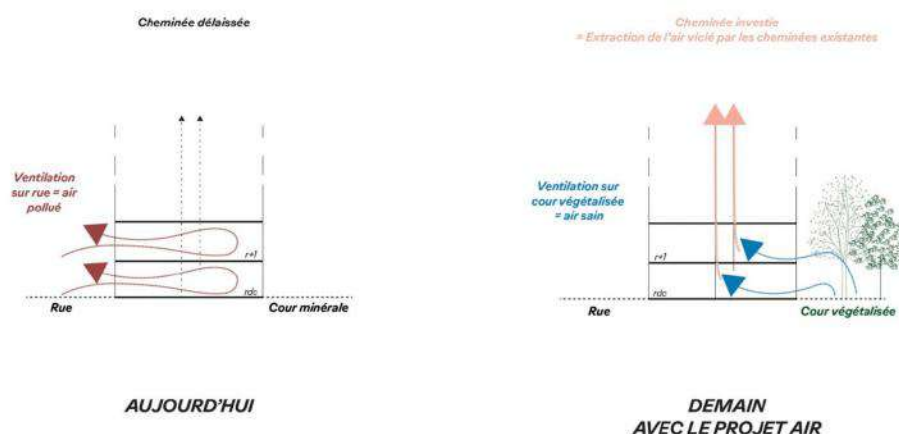 Cheminée délaissée
Ventilation
sur rue = air
pollué
r+1
rdc
Rue
Cour minérale
AUJOURD'HUI
Cheminée investie
= Extraction de l'air vicié par les cheminées existantes
Ventilation sur
cour végétalisée
= air sain
r+1
rdc
Rue
Cour végétalisée
DEMAIN
AVEC LE PROJET AIR